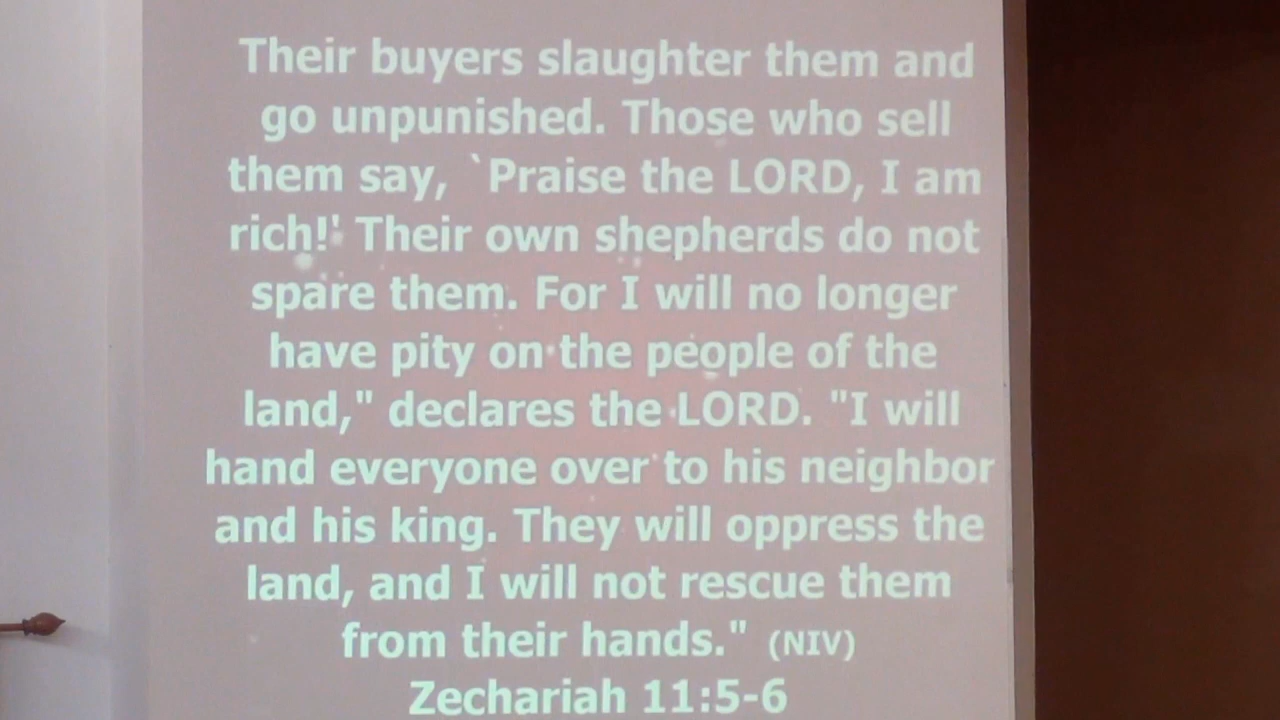 Their buyers slaughter them and
go unpunished. Those who sell
them say, `Praise the LORD, I am
rich!' Their own shepherds do not
spare them. For I will no longer
have pity on the people of the
land," declares the LORD. "I will
hand everyone over to his neighbor
and his king. They will oppress the
land, and I will not rescue them
from their hands." (NIV)
Zechariah 11:5-6